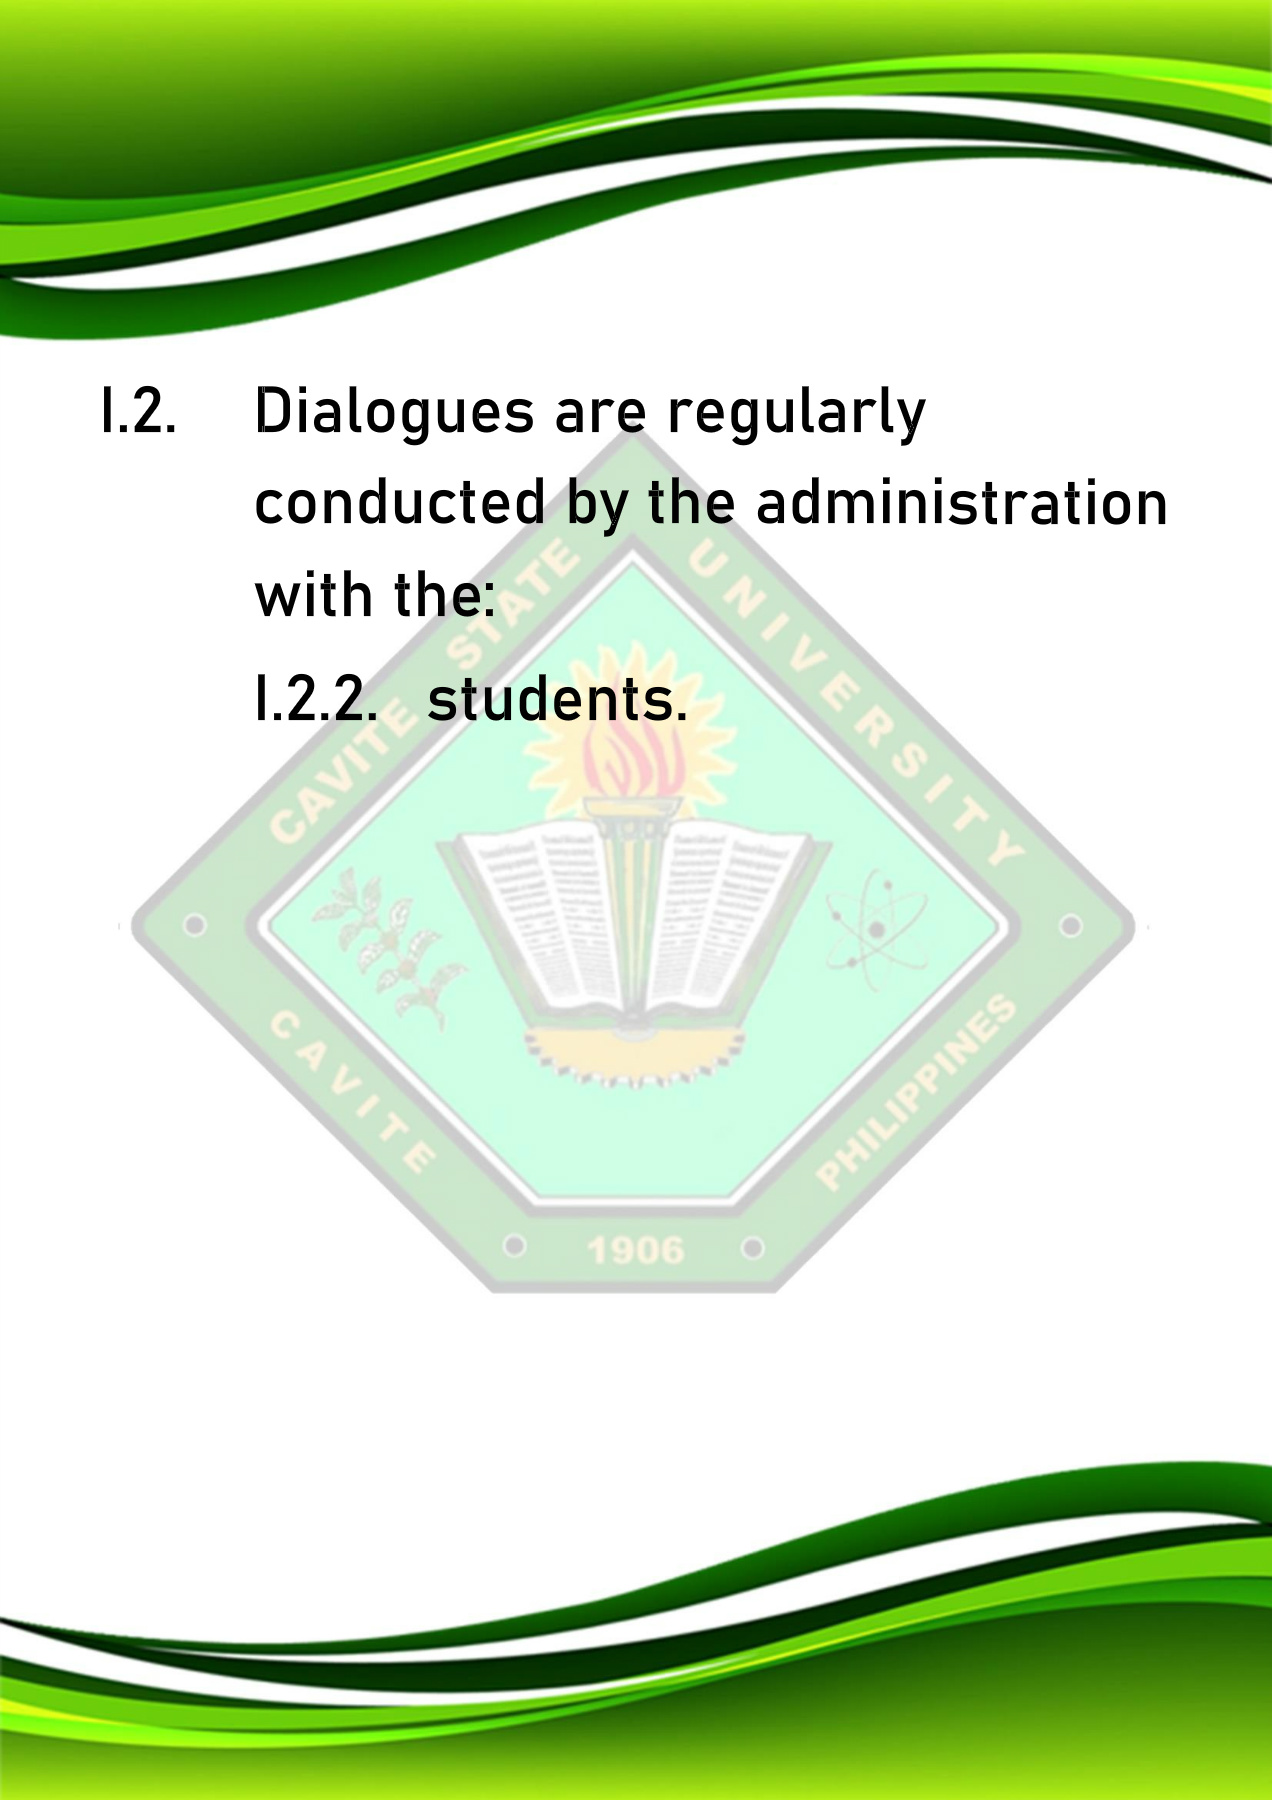 I.2. Dialogues are regularly
conducted by the administration
with the:
I.2.2. students.
CAVITE STATE UNIVERSITY
CAVITE
PHILIPPINES
1906